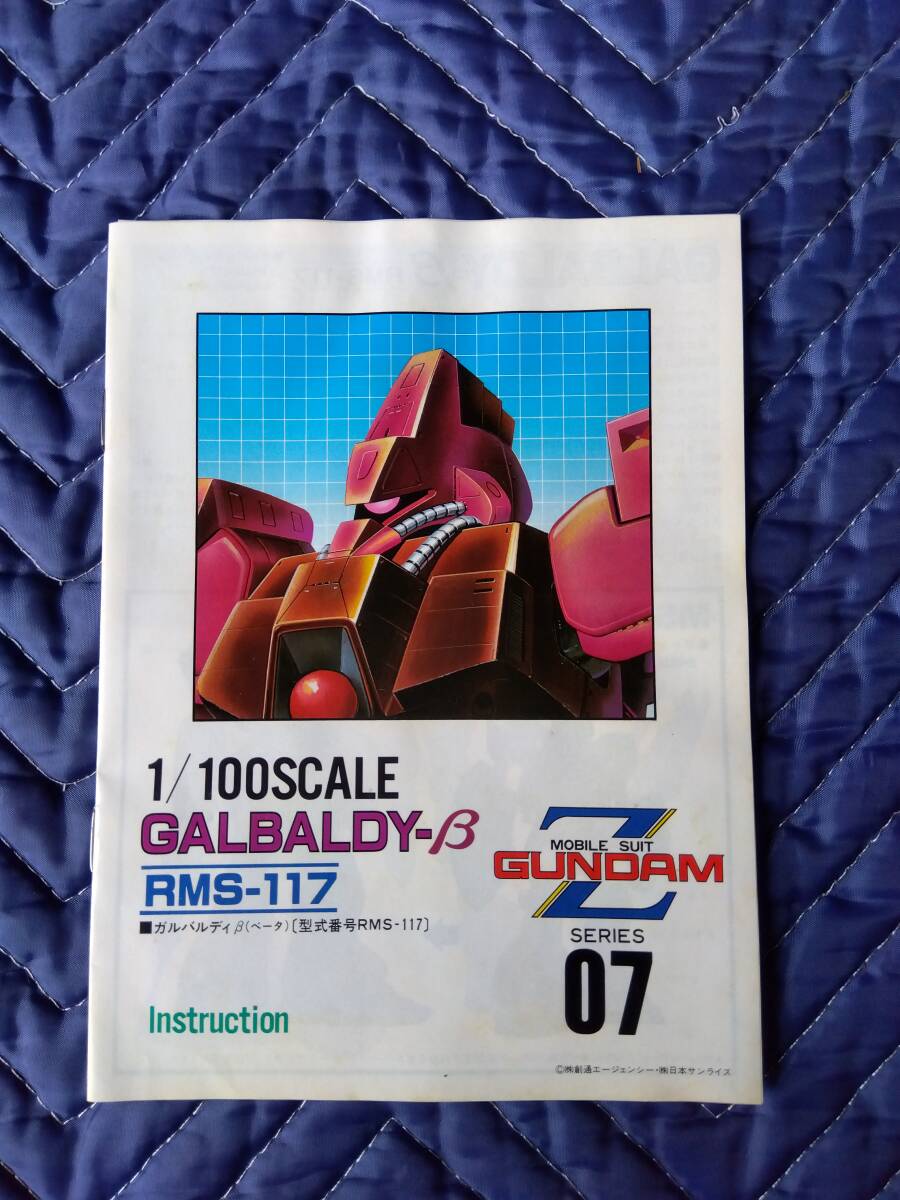 1/100SCALE
GALBALDY-β
RMS-117
■ガルバルディβ(ベータ)[型式番号RMS-117]
Instruction
MOBILE SUIT
Z
GUNDAM
SERIES
07
©㈱創通エージェンシー・㈱日本サンライズ